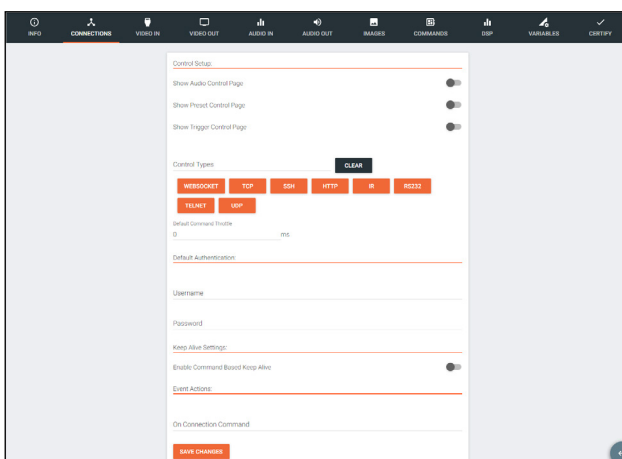 INFO CONNECTIONS VIDEO IN VIDEO OUT AUDIO IN AUDIO OUT IMAGES COMMANDS DSP VARIABLES CERTIFY
Control Setup:
Show Audio Control Page
Show Preset Control Page
Show Trigger Control Page
Control Types CLEAR
WEBSOCKET TCP SSH HTTP IR RS232
TELNET UDP
Default Command Throttle
0 ms
Default Authentication:
Username
Password
Keep Alive Settings:
Enable Command Based Keep Alive
Event Actions:
On Connection Command
SAVE CHANGES